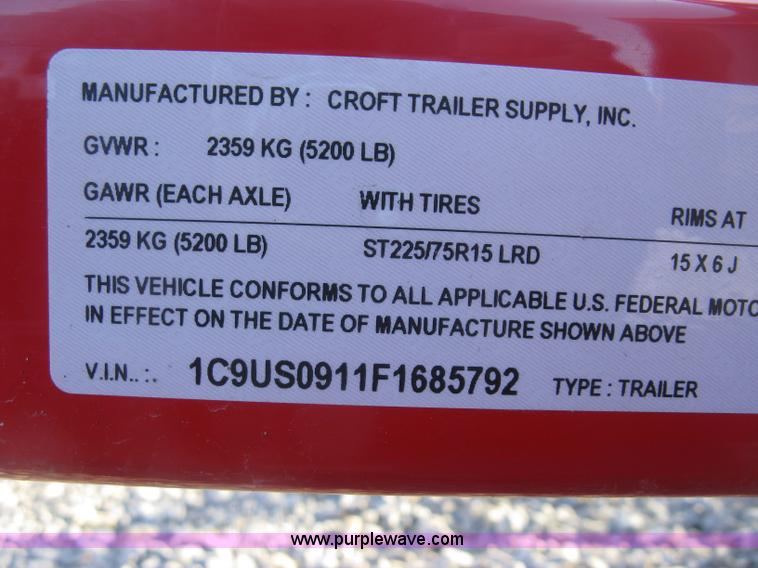 MANUFACTURED BY : CROFT TRAILER SUPPLY, INC.
GVWR : 2359 KG (5200 LB)
GAWR (EACH AXLE) WITH TIRES RIMS AT
2359 KG (5200 LB) ST225/75R15 LRD 15 X 6 J
THIS VEHICLE CONFORMS TO ALL APPLICABLE U.S. FEDERAL MOTO
IN EFFECT ON THE DATE OF MANUFACTURE SHOWN ABOVE
V.I.N.. :. 1C9US0911F1685792 TYPE : TRAILER
www.purplewave.com